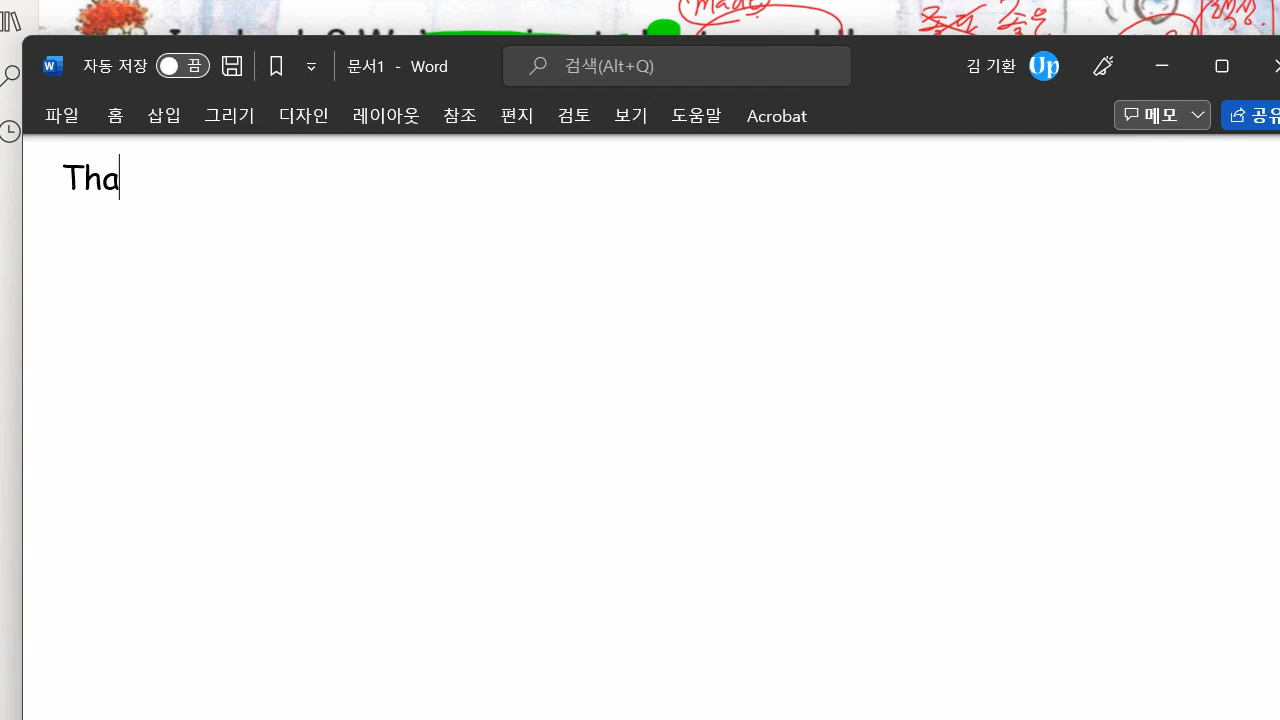 자동 저장 끔 문서1 - Word 검색(Alt+Q) 김 기환 Up
파일 홈 삽입 그리기 디자인 레이아웃 참조 편지 검토 보기 도움말 Acrobat 메모 공유
Tha